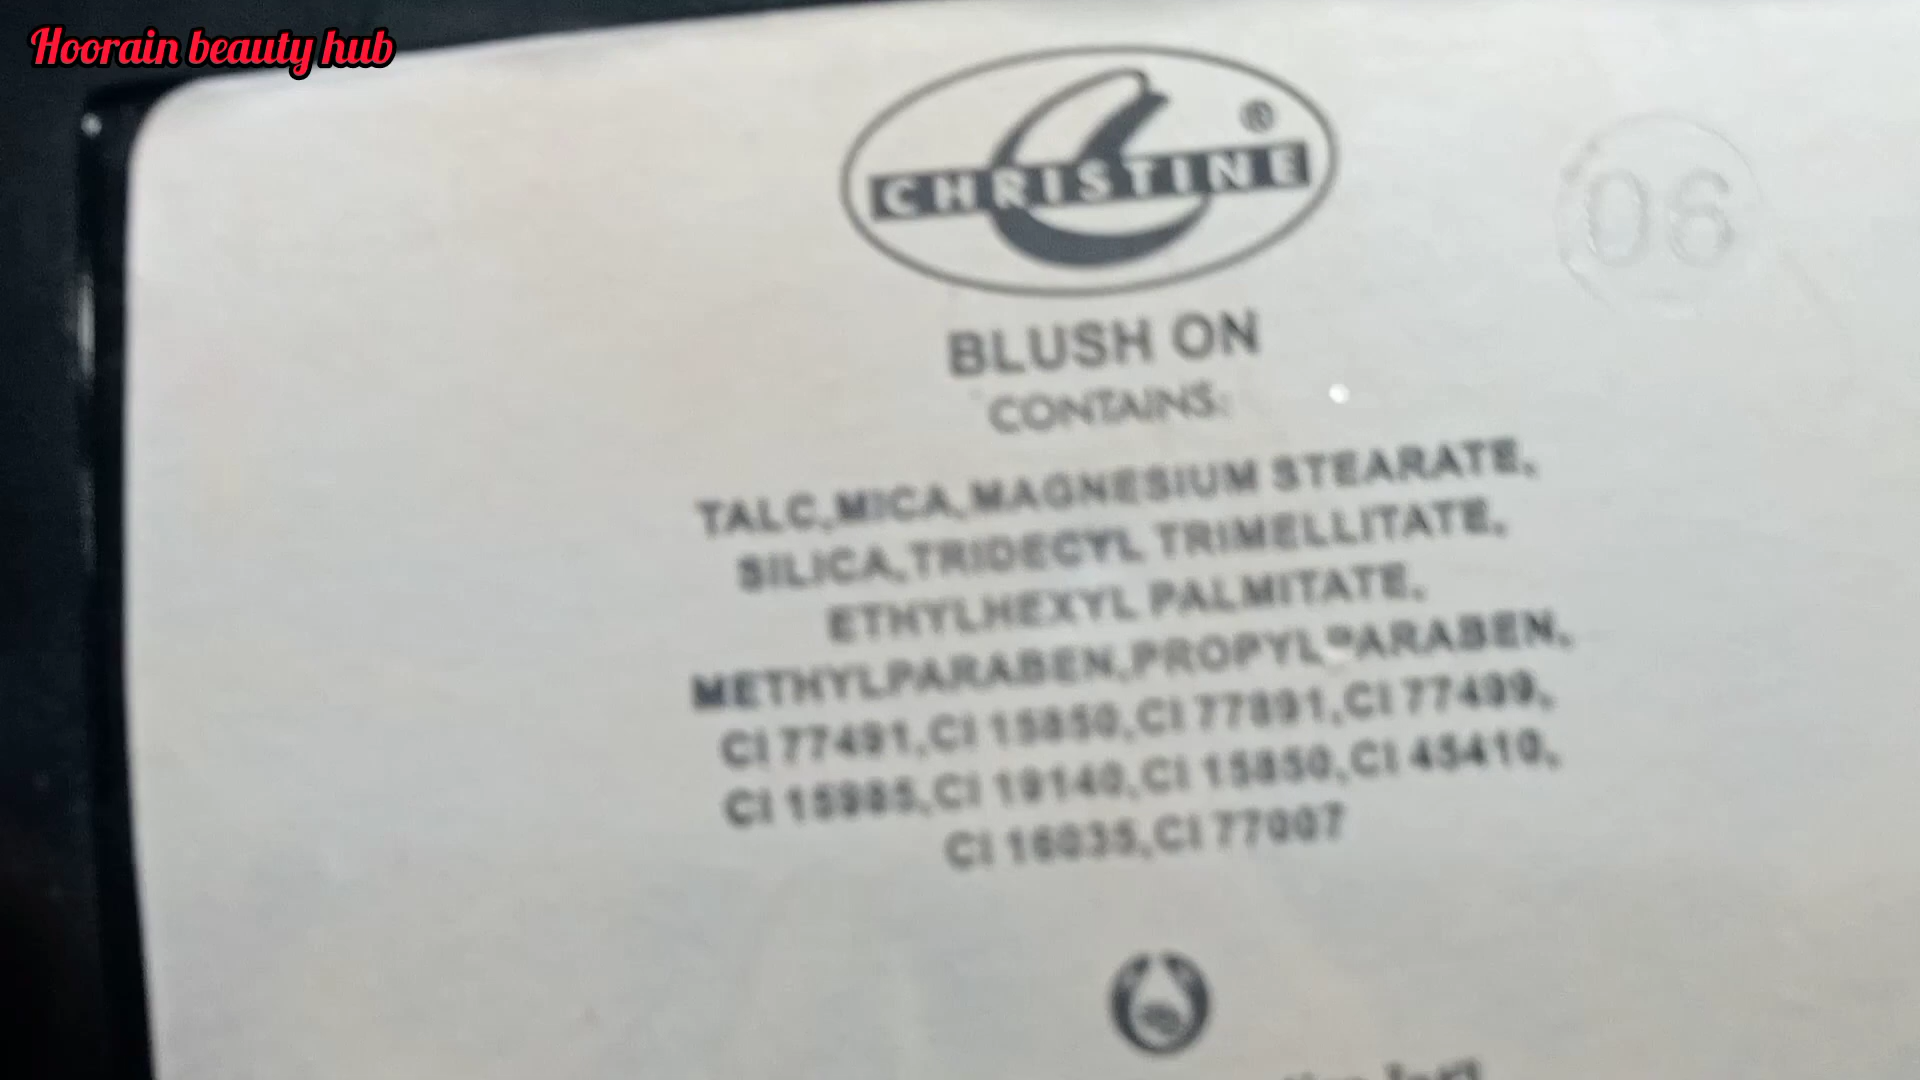 Hoorain beauty hub
CHRISTINE ®
06
BLUSH ON
CONTAINS:
TALC,MICA,MAGNESIUM STEARATE,
SILICA,TRIDECYL TRIMELLITATE,
ETHYLHEXYL PALMITATE,
METHYLPARABEN,PROPYLPARABEN,
CI 77491,CI 15850,CI 77891,CI 77499,
CI 15985,CI 19140,CI 15850,CI 45410,
CI 16035,CI 77007